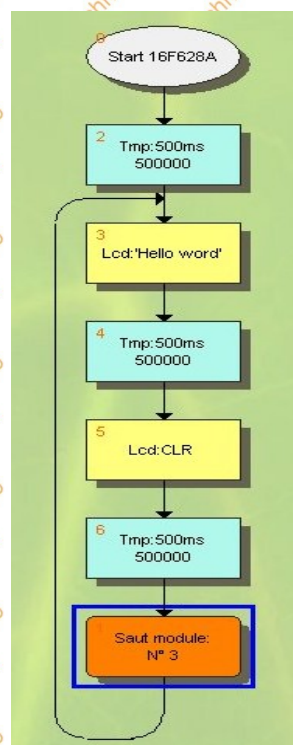 9
Start 16F628A
2
Tmp:500ms
500000
3
Lcd:'Hello word'
4
Tmp:500ms
500000
5
Lcd:CLR
6
Tmp:500ms
500000
1
Saut module:
N° 3